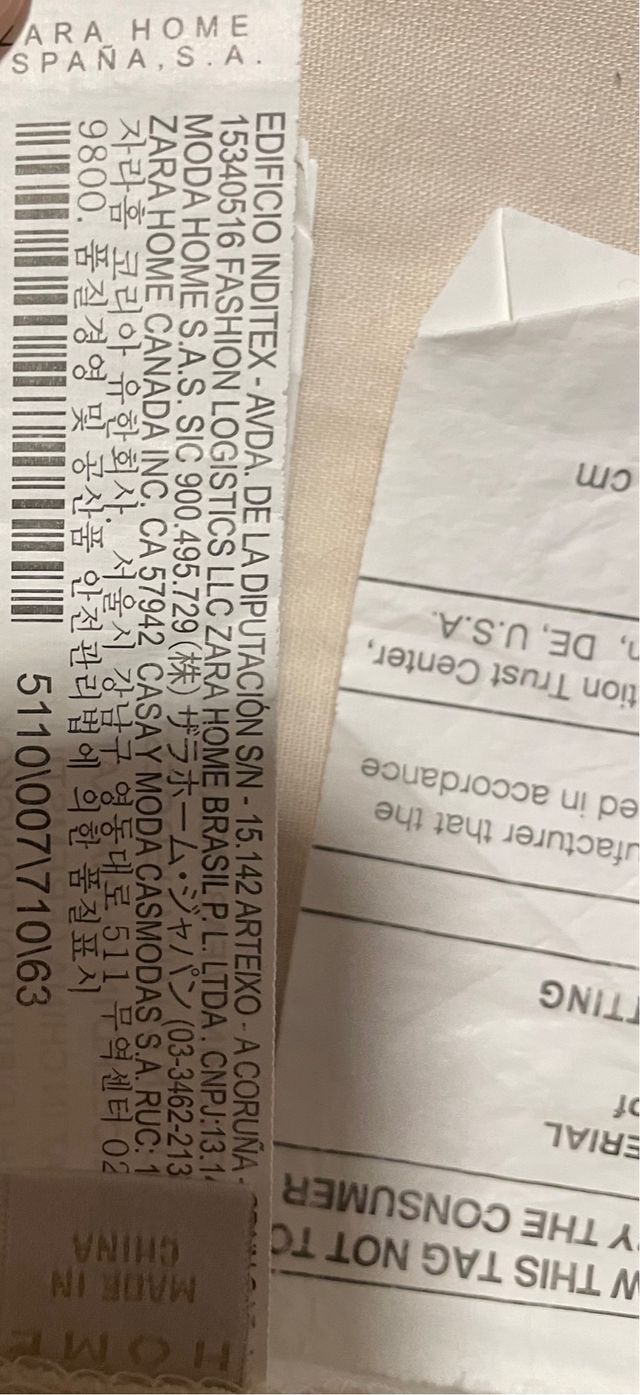 ZARA HOME
ESPAÑA, S.A.
EDIFICIO INDITEX - AVDA. DE LA DIPUTACIÓN S/N - 15.142 ARTEIXO - A CORUÑA -
15340516 FASHION LOGISTICS LLC ZARA HOME BRASIL P. L. LTDA. CNPJ:13.14
MODA HOME S.A.S. SIC 900.495.729 (株) ザラホーム・ジャパン (03-3462-213
ZARA HOME CANADA INC. CA 57942 CASA Y MODA CASMODAS S.A. RUC: 1
자라홈 코리아 유한회사. 서울시 강남구 영동대로 511 무역센터 02
9800. 품질경영 및 공산품 안전관리법에 의한 품질표시
5110\007\710\63
MADE IN
CHINA
HOME
W THIS TAG NOT TO
Y THE CONSUMER
ERIAL
of
TTING
ufacturer that the
ed in accordance
tion Trust Center,
n, DE, U.S.A.
cm